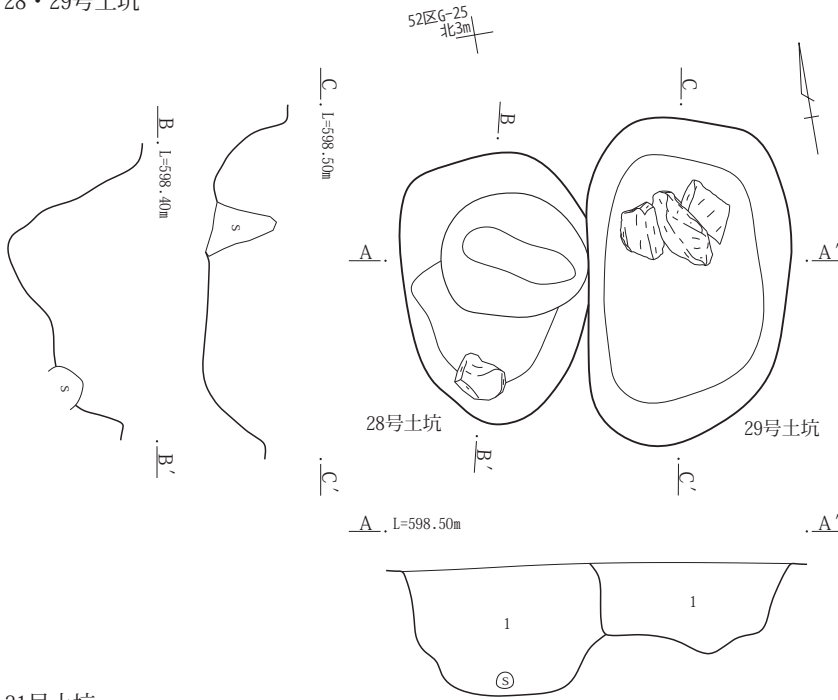 28・29号土坑
52区G-25
北3m
C
B
L=598.50m
B
L=598.40m
C
S
A
A′
S
28号土坑
29号土坑
B′
B′
C′
C′
A
L=598.50m
A′
1
1
S
31号土坑